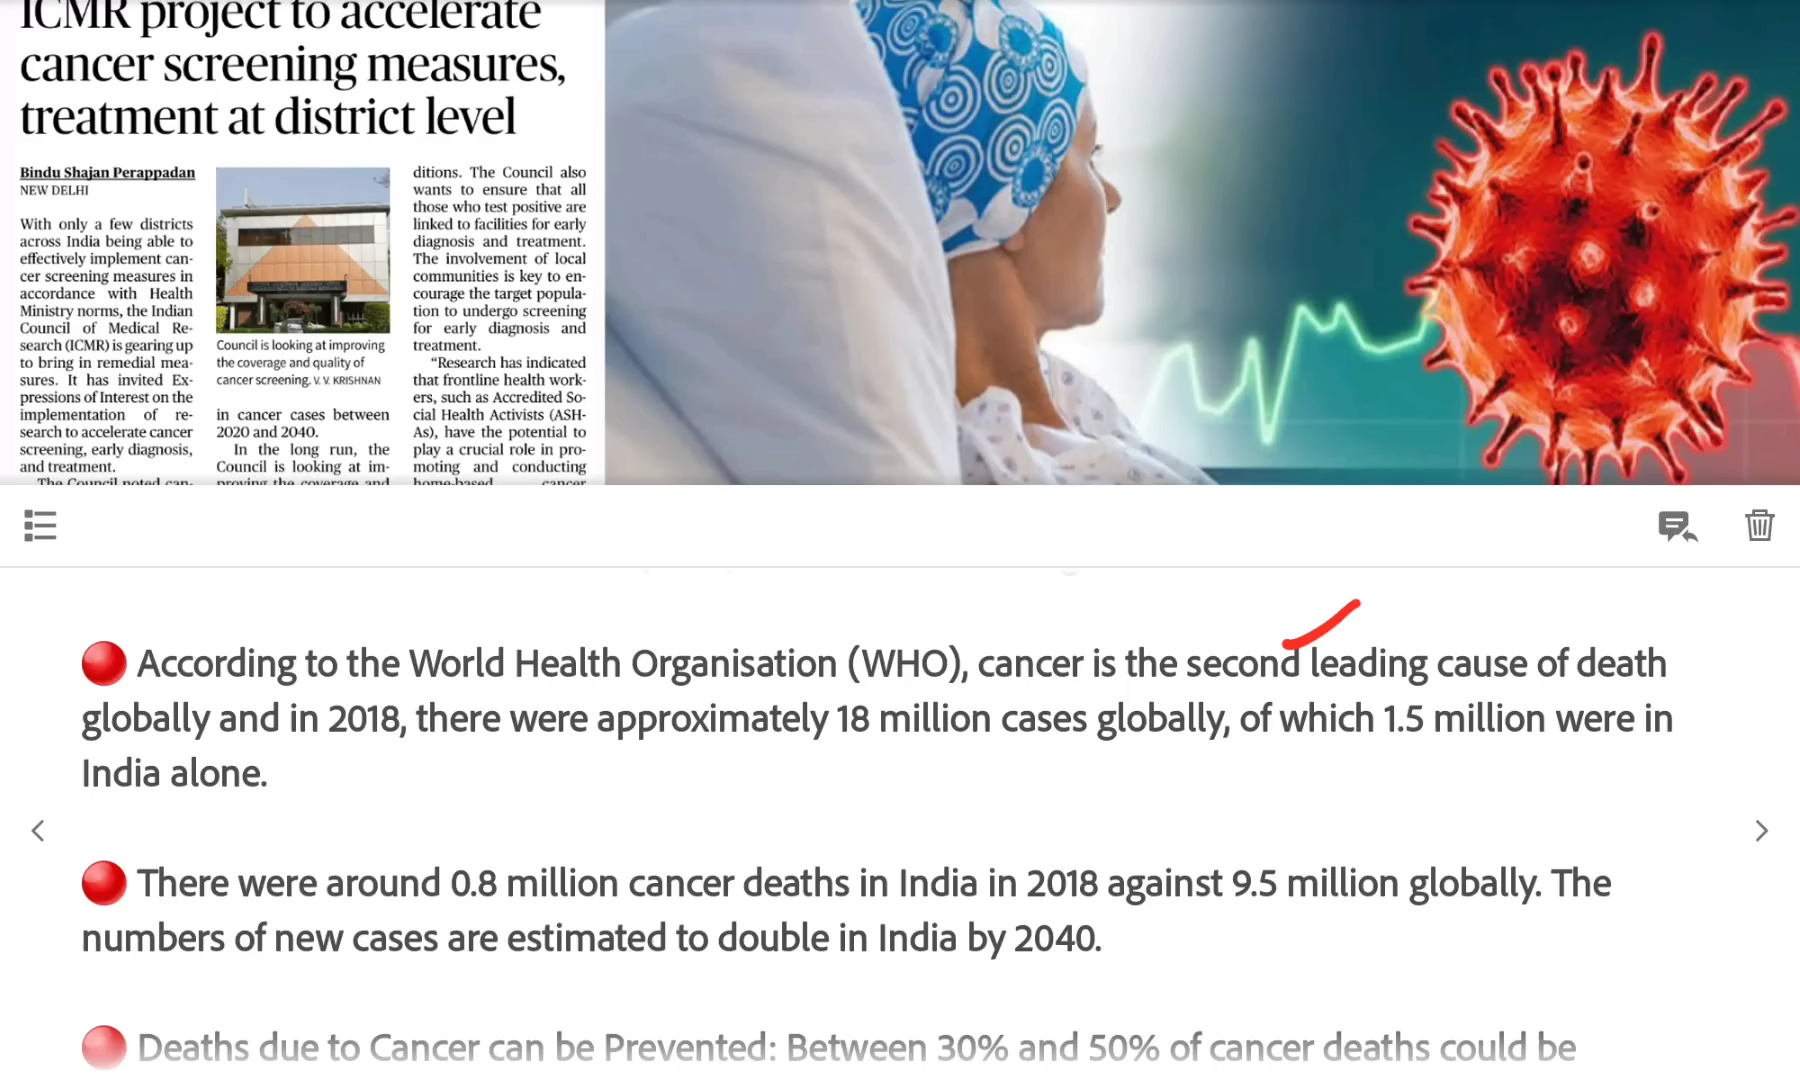 ICMR project to accelerate
cancer screening measures,
treatment at district level
Bindu Shajan Perappadan
NEW DELHI
With only a few districts
across India being able to
effectively implement can-
cer screening measures in
accordance with Health
Ministry norms, the Indian
Council of Medical Re-
search (ICMR) is gearing up
to bring in remedial mea-
sures. It has invited Ex-
pressions of Interest on the
implementation of re-
search to accelerate cancer
screening, early diagnosis,
and treatment.
The Council noted can-
Council is looking at improving
the coverage and quality of
cancer screening. V. V. KRISHNAN
in cancer cases between
2020 and 2040.
In the long run, the
Council is looking at im-
proving the coverage and
ditions. The Council also
wants to ensure that all
those who test positive are
linked to facilities for early
diagnosis and treatment.
The involvement of local
communities is key to en-
courage the target popula-
tion to undergo screening
for early diagnosis and
treatment.
“Research has indicated
that frontline health work-
ers, such as Accredited So-
cial Health Activists (ASH-
As), have the potential to
play a crucial role in pro-
moting and conducting
home-based cancer
According to the World Health Organisation (WHO), cancer is the second leading cause of death
globally and in 2018, there were approximately 18 million cases globally, of which 1.5 million were in
India alone.
There were around 0.8 million cancer deaths in India in 2018 against 9.5 million globally. The
numbers of new cases are estimated to double in India by 2040.
Deaths due to Cancer can be Prevented: Between 30% and 50% of cancer deaths could be